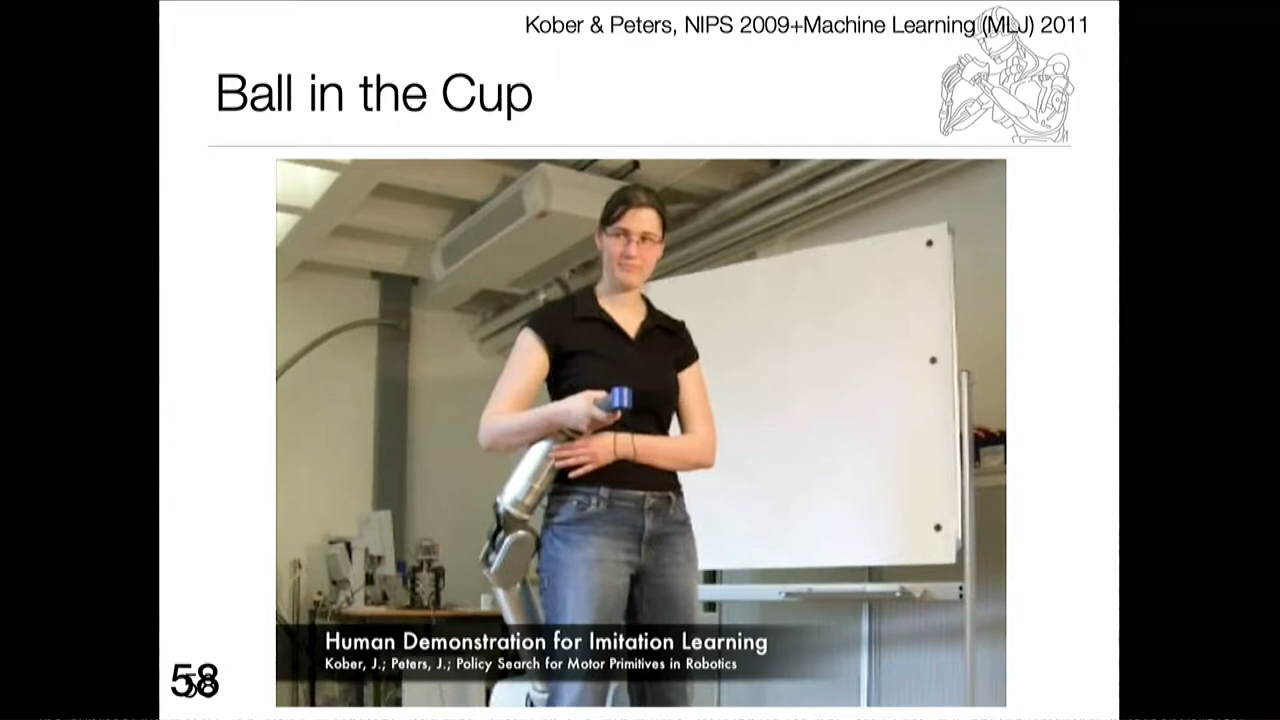 Kober & Peters, NIPS 2009+Machine Learning (MLJ) 2011
Ball in the Cup
Human Demonstration for Imitation Learning
Kober, J.; Peters, J.; Policy Search for Motor Primitives in Robotics
58
58